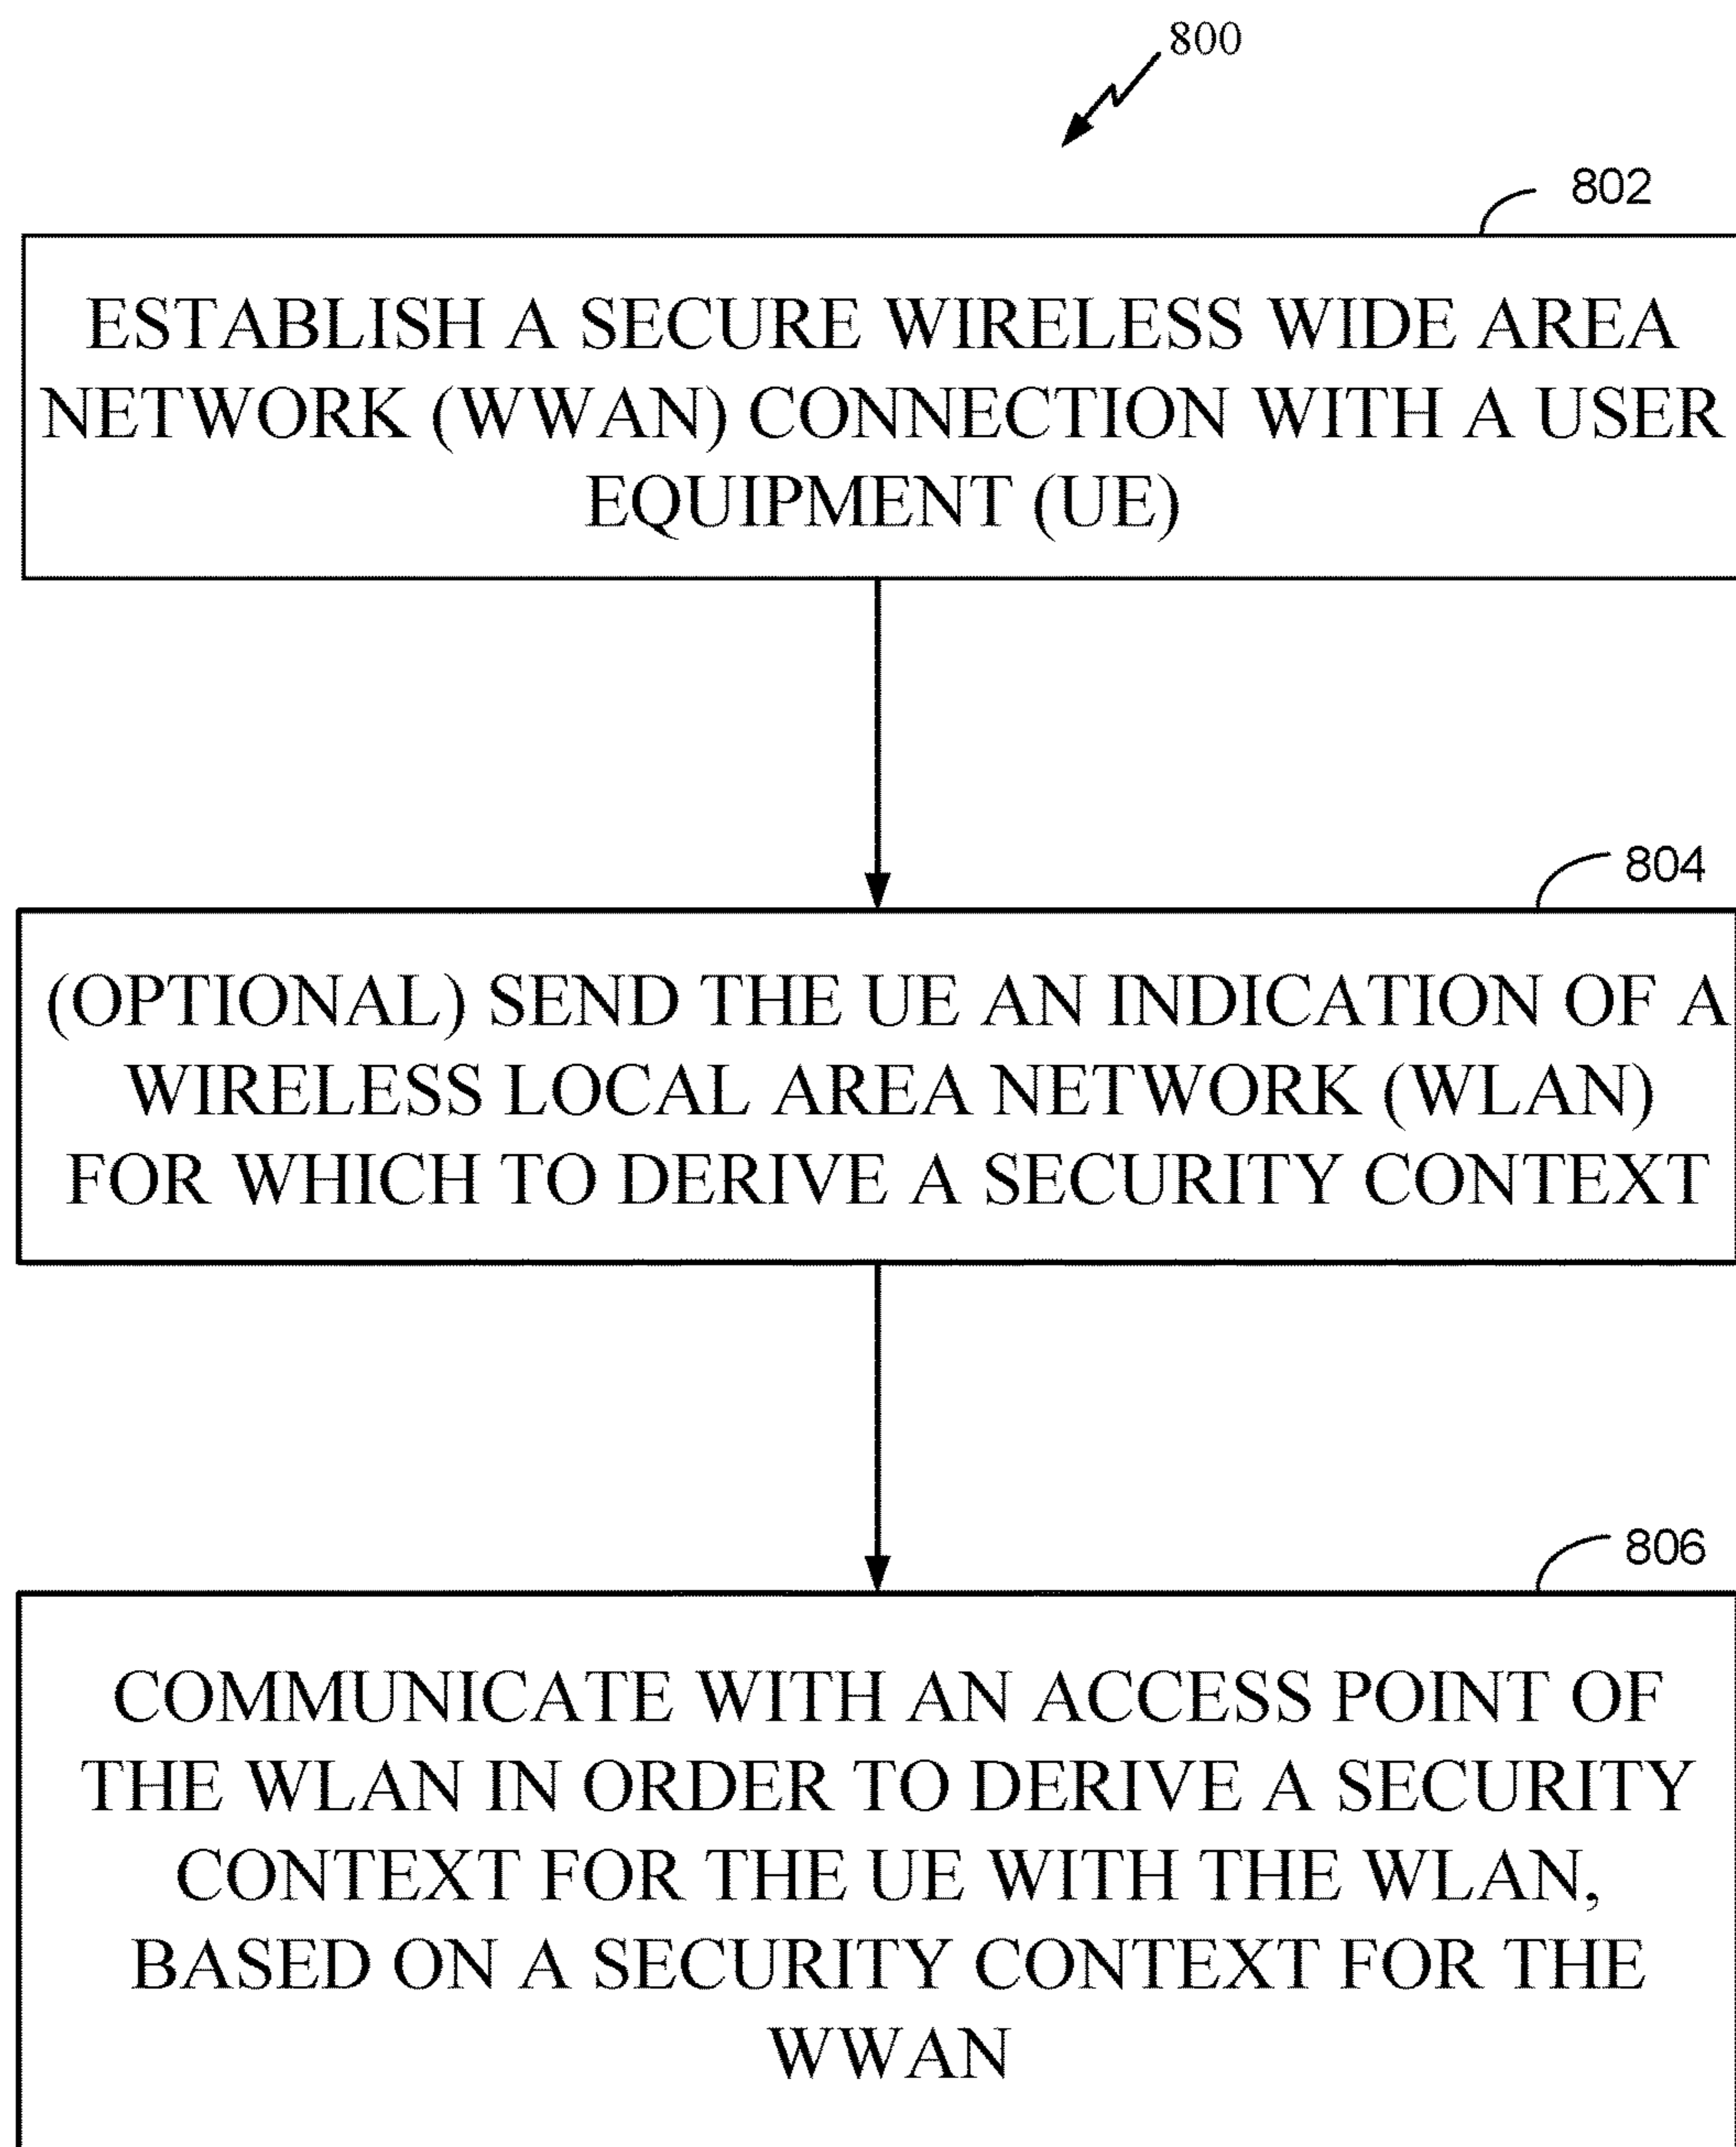 800
802
ESTABLISH A SECURE WIRELESS WIDE AREA
NETWORK (WWAN) CONNECTION WITH A USER
EQUIPMENT (UE)
804
(OPTIONAL) SEND THE UE AN INDICATION OF A
WIRELESS LOCAL AREA NETWORK (WLAN)
FOR WHICH TO DERIVE A SECURITY CONTEXT
806
COMMUNICATE WITH AN ACCESS POINT OF
THE WLAN IN ORDER TO DERIVE A SECURITY
CONTEXT FOR THE UE WITH THE WLAN,
BASED ON A SECURITY CONTEXT FOR THE
WWAN